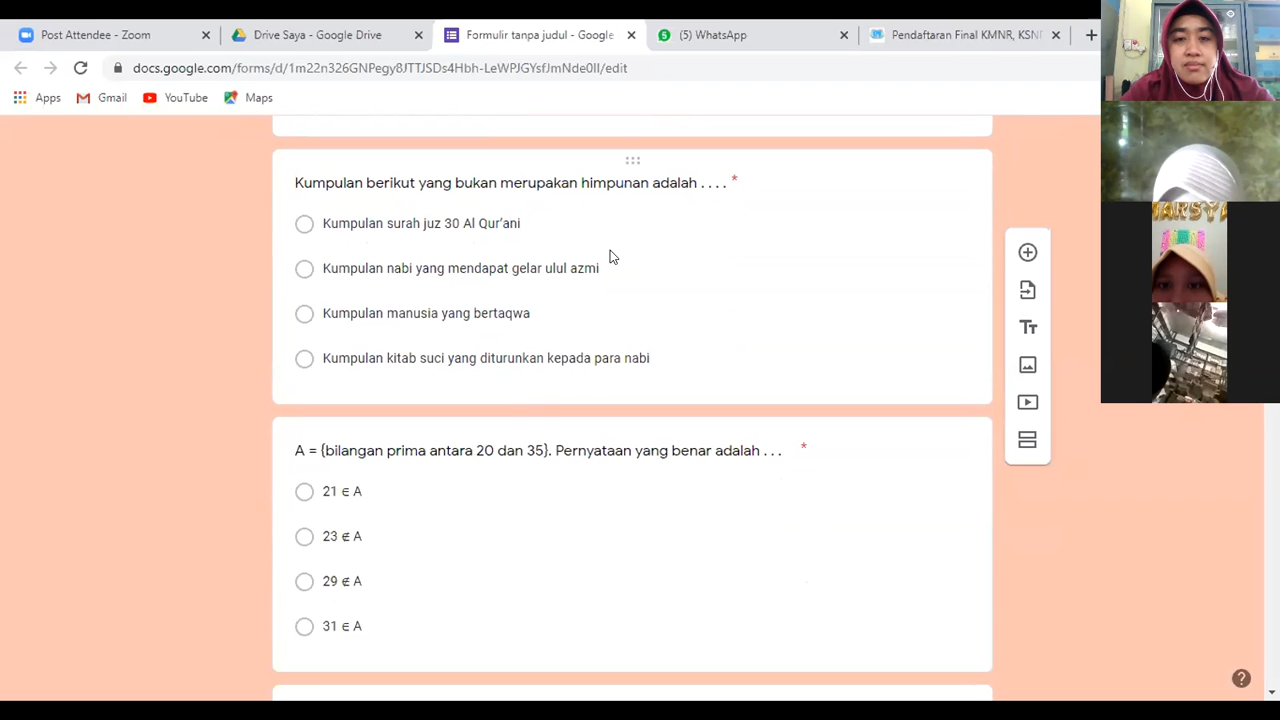 Post Attendee - Zoom
Drive Saya - Google Drive
Formulir tanpa judul - Google
(5) WhatsApp
Pendaftaran Final KMNR, KSNR
docs.google.com/forms/d/1m22n326GNPegy8JTTJSDs4Hbh-LeWPJGYsfJmNde0lI/edit
Apps
Gmail
YouTube
Maps
Kumpulan berikut yang bukan merupakan himpunan adalah . . . . *
Kumpulan surah juz 30 Al Qur'ani
Kumpulan nabi yang mendapat gelar ulul azmi
Kumpulan manusia yang bertaqwa
Kumpulan kitab suci yang diturunkan kepada para nabi
A = {bilangan prima antara 20 dan 35}. Pernyataan yang benar adalah . . . *
21 ∈ A
23 ∉ A
29 ∉ A
31 ∈ A